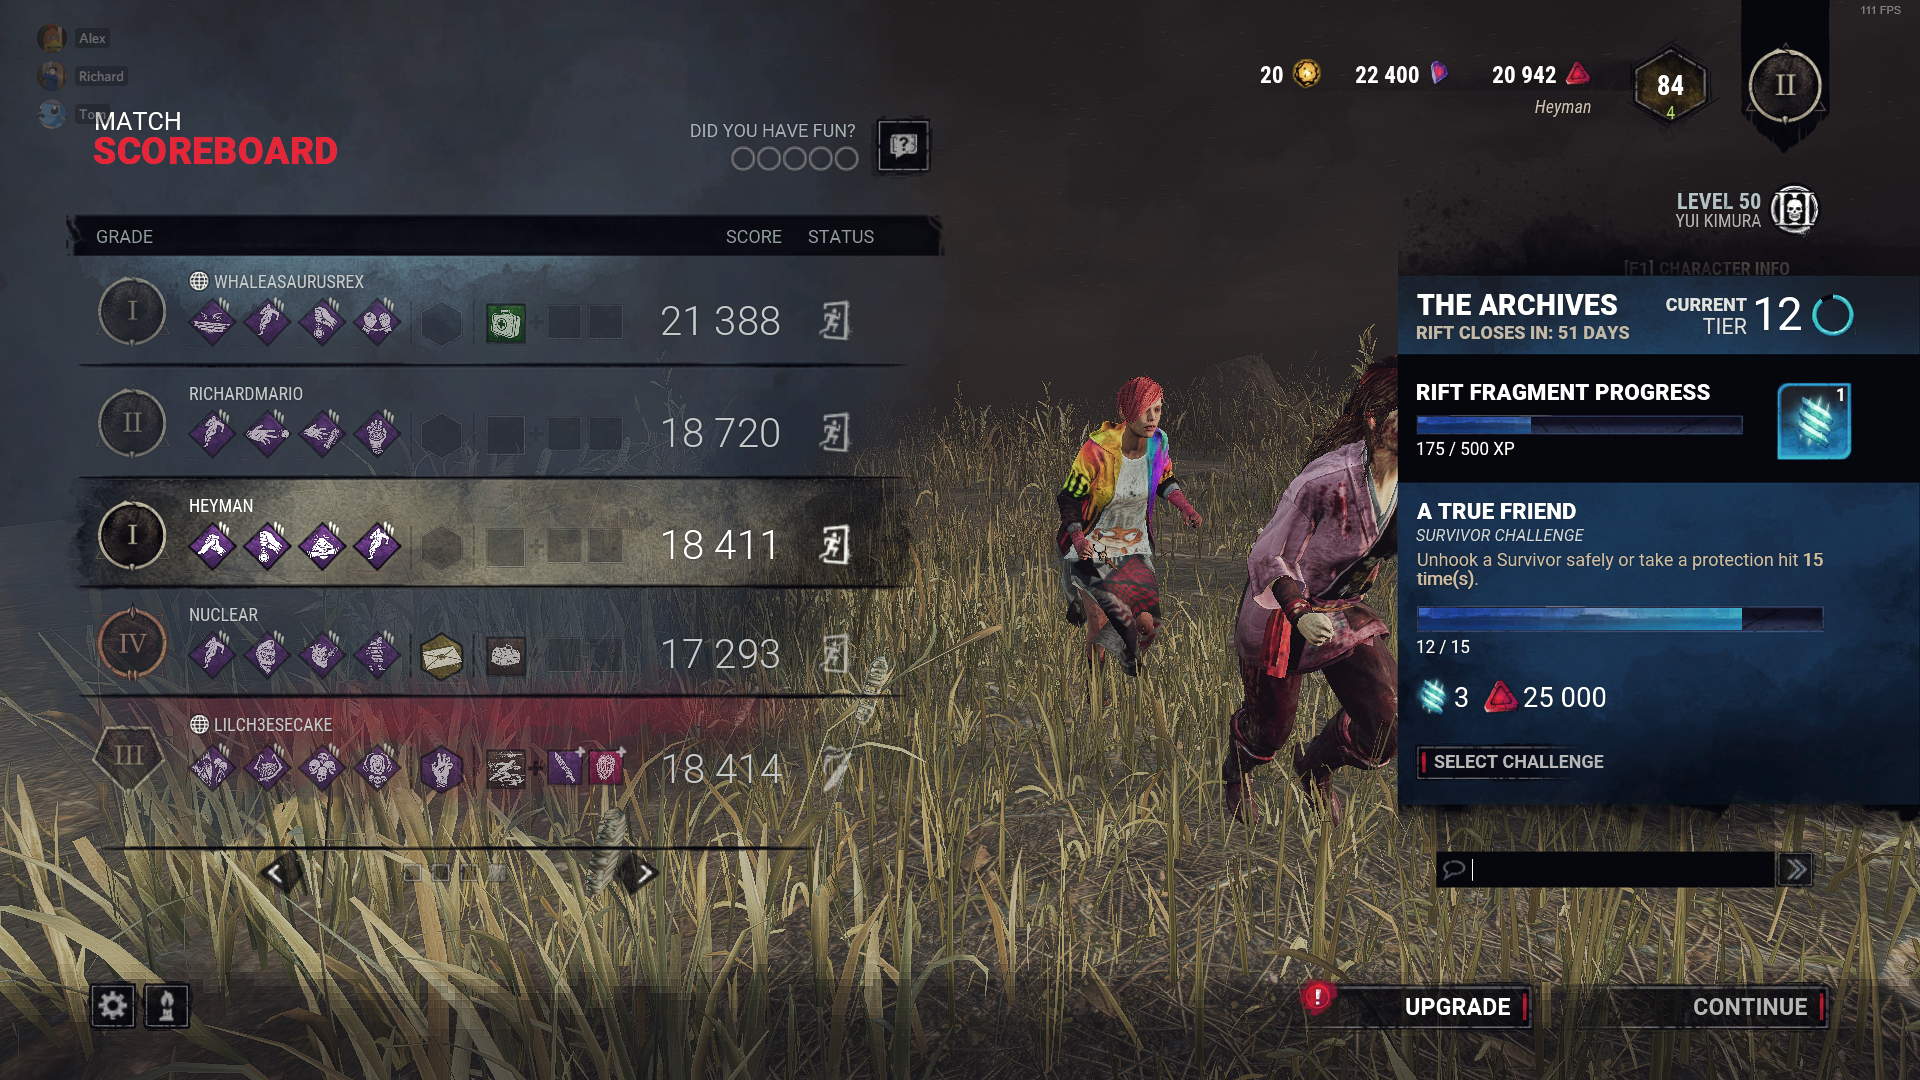 111 FPS
Alex
Richard
Tom
MATCH
SCOREBOARD
DID YOU HAVE FUN?
?
20
22 400
20 942
Heyman
84
4
II
LEVEL 50
YUI KIMURA
III
[F1] CHARACTER INFO
GRADE SCORE STATUS
I
WHALEASAURUSREX
21 388
II
RICHARDMARIO
18 720
I
HEYMAN
18 411
IV
NUCLEAR
17 293
III
LILCH3ESECAKE
18 414
THE ARCHIVES
RIFT CLOSES IN: 51 DAYS
CURRENT
TIER 12
RIFT FRAGMENT PROGRESS
1
175 / 500 XP
A TRUE FRIEND
SURVIVOR CHALLENGE
Unhook a Survivor safely or take a protection hit 15
time(s).
12 / 15
3 25 000
SELECT CHALLENGE
!
UPGRADE
CONTINUE